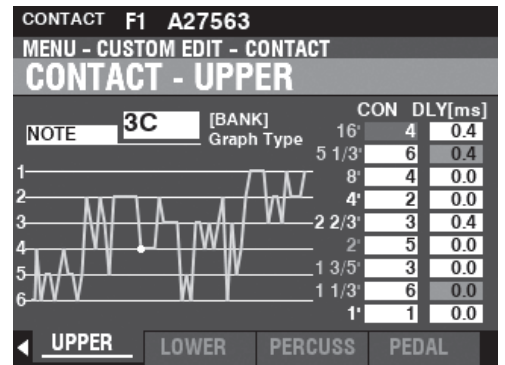 CONTACT F1 A27563
MENU - CUSTOM EDIT - CONTACT
CONTACT - UPPER
CON DLY[ms]
NOTE 3C [BANK]
Graph Type
16' 4 0.4
5 1/3' 6 0.4
8' 4 0.0
4' 2 0.0
2 2/3' 3 0.4
2' 5 0.0
1 3/5' 3 0.0
1 1/3' 6 0.0
1' 1 0.0
1
2
3
4
5
6
UPPER LOWER PERCUSS PEDAL